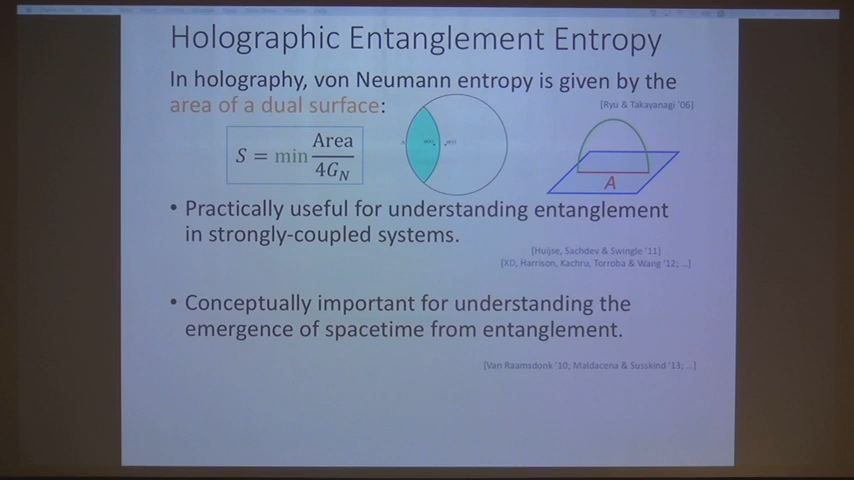 Holographic Entanglement Entropy
In holography, von Neumann entropy is given by the
area of a dual surface:
[Ryu & Takayanagi '06]
S = min Area / 4G_N
A
• Practically useful for understanding entanglement
in strongly-coupled systems.
[Huijse, Sachdev & Swingle '11]
[XD, Harrison, Kachru, Torroba & Wang '12; ...]
• Conceptually important for understanding the
emergence of spacetime from entanglement.
[Van Raamsdonk '10; Maldacena & Susskind '13; ...]